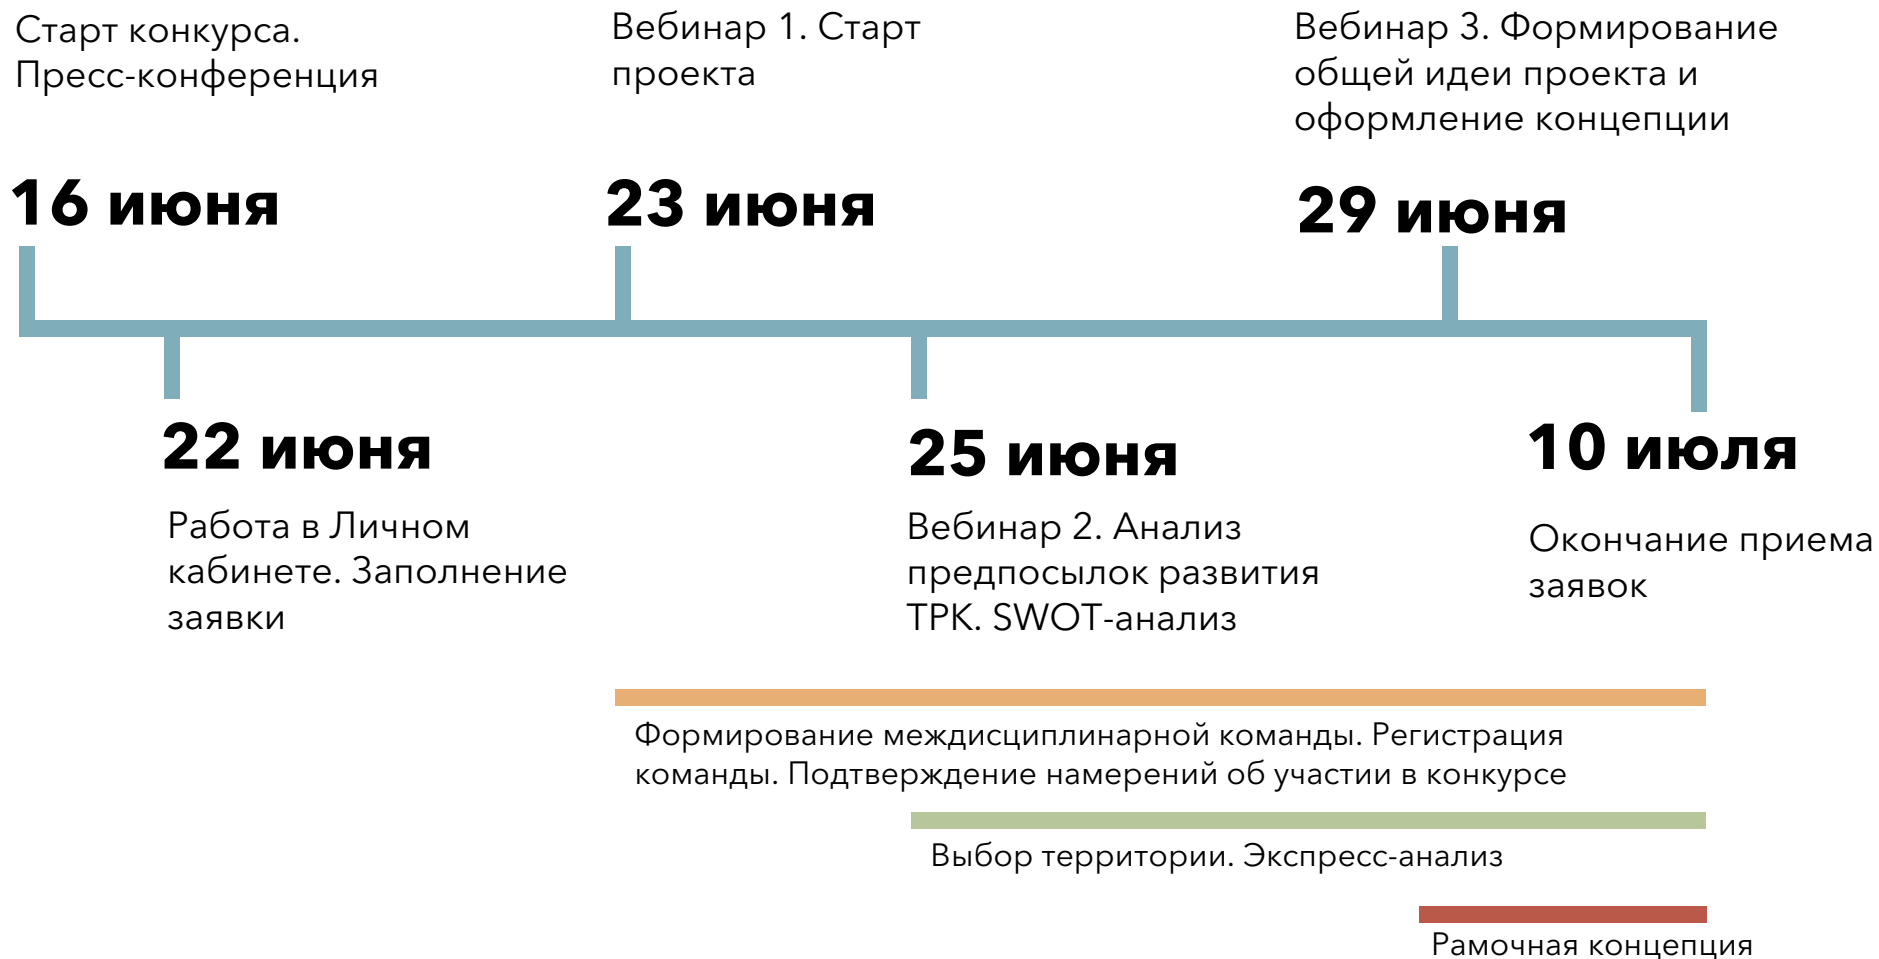 Старт конкурса.
Пресс-конференция
16 июня
Вебинар 1. Старт
проекта
23 июня
Вебинар 3. Формирование
общей идеи проекта и
оформление концепции
29 июня
22 июня
Работа в Личном
кабинете. Заполнение
заявки
25 июня
Вебинар 2. Анализ
предпосылок развития
ТРК. SWOT-анализ
10 июля
Окончание приема
заявок
Формирование междисциплинарной команды. Регистрация
команды. Подтверждение намерений об участии в конкурсе
Выбор территории. Экспресс-анализ
Рамочная концепция